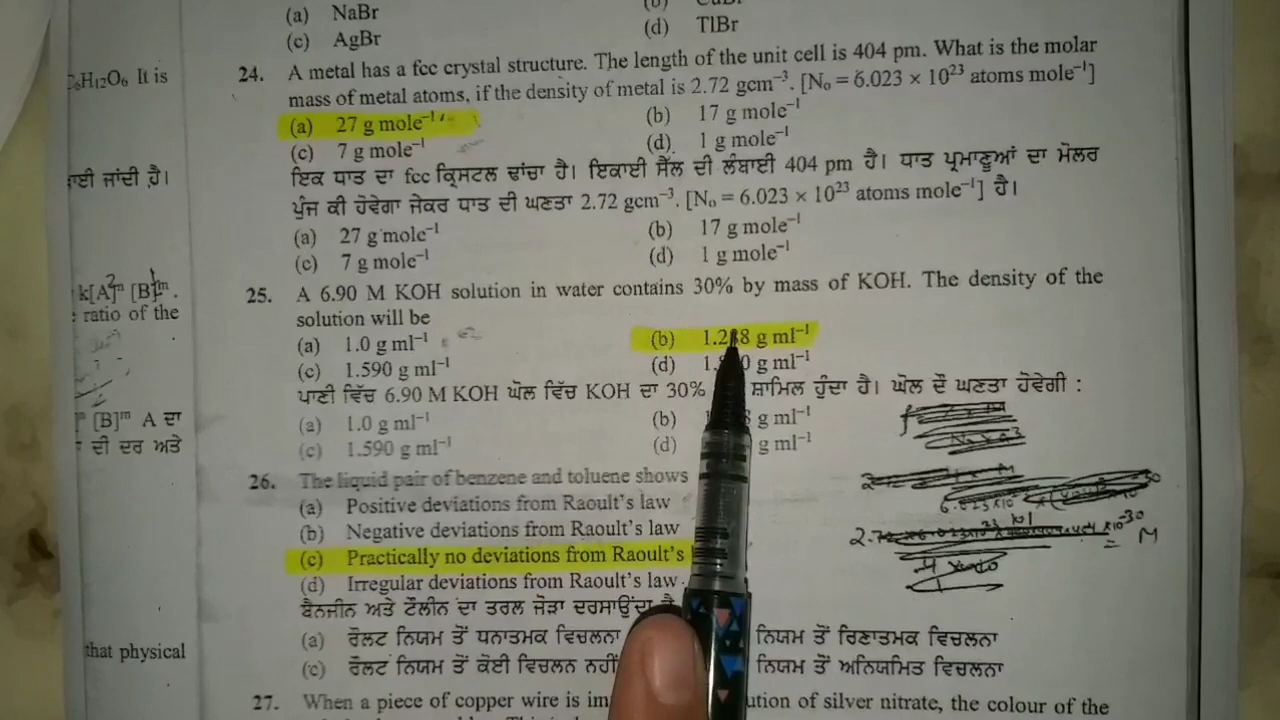 (a) NaBr
(c) AgBr
(d) TlBr
C₆H₁₂O₆ It is
24. A metal has a fcc crystal structure. The length of the unit cell is 404 pm. What is the molar
mass of metal atoms, if the density of metal is 2.72 gcm⁻³. [N₀ = 6.023 × 10²³ atoms mole⁻¹]
(a) 27 g mole⁻¹ (b) 17 g mole⁻¹
(c) 7 g mole⁻¹ (d) 1 g mole⁻¹
ਇਕ ਧਾਤ ਦਾ fcc ਕ੍ਰਿਸਟਲ ਢਾਂਚਾ ਹੈ। ਇਕਾਈ ਸੈੱਲ ਦੀ ਲੰਬਾਈ 404 pm ਹੈ। ਧਾਤ ਪ੍ਰਮਾਣੂਆਂ ਦਾ ਮੋਲਰ
ਪੁੰਜ ਕੀ ਹੋਵੇਗਾ ਜੇਕਰ ਧਾਤ ਦੀ ਘਣਤਾ 2.72 gcm⁻³. [N₀ = 6.023 × 10²³ atoms mole⁻¹] ਹੈ।
(a) 27 g mole⁻¹ (b) 17 g mole⁻¹
(c) 7 g mole⁻¹ (d) 1 g mole⁻¹
ਜਾਂਦੀ ਹੈ।
k[A]² [B]
ratio of the
25. A 6.90 M KOH solution in water contains 30% by mass of KOH. The density of the
solution will be
(a) 1.0 g ml⁻¹ (b) 1.288 g ml⁻¹
(c) 1.590 g ml⁻¹ (d) g ml⁻¹
ਪਾਣੀ ਵਿੱਚ 6.90 M KOH ਘੋਲ ਵਿੱਚ KOH ਦਾ 30% ਸ਼ਾਮਿਲ ਹੁੰਦਾ ਹੈ। ਘੋਲ ਦੌ ਘਣਤਾ ਹੋਵੇਗੀ :
(a) 1.0 g ml⁻¹ (b) g ml⁻¹
(c) 1.590 g ml⁻¹ (d) g ml⁻¹
[B]ᵐ A ਦਾ
ਦੀ ਦਰ ਅਤੇ
26. The liquid pair of benzene and toluene shows
(a) Positive deviations from Raoult's law
(b) Negative deviations from Raoult's law
(c) Practically no deviations from Raoult's
(d) Irregular deviations from Raoult's law
ਬੈਨਜੀਨ ਅਤੇ ਟੌਲੀਨ ਦਾ ਤਰਲ ਜੋੜਾ ਦਰਸਾਉਂਦਾ ਹੈ
(a) ਰੌਲਟ ਨਿਯਮ ਤੋਂ ਧਨਾਤਮਕ ਵਿਚਲਨਾ ਨਿਯਮ ਤੋਂ ਰਿਣਾਤਮਕ ਵਿਚਲਨਾ
(c) ਰੌਲਟ ਨਿਯਮ ਤੋਂ ਕੋਈ ਵਿਚਲਨ ਨਹੀਂ ਨਿਯਮ ਤੋਂ ਅਨਿਯਮਿਤ ਵਿਚਲਨਾ
that physical
27. When a piece of copper wire is ution of silver nitrate, the colour of the